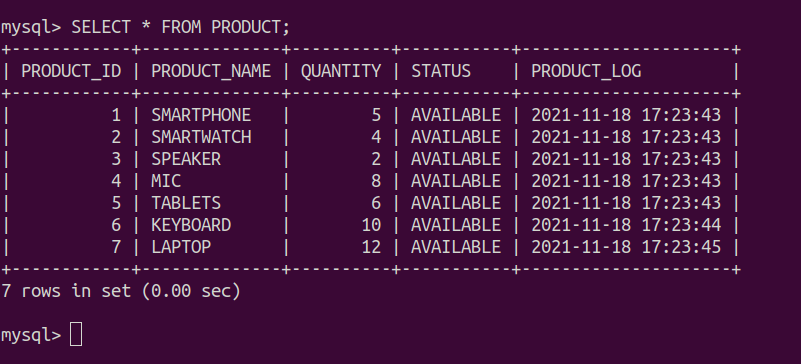 mysql> SELECT * FROM PRODUCT;
+------------+--------------+----------+-----------+---------------------+
| PRODUCT_ID | PRODUCT_NAME | QUANTITY | STATUS    | PRODUCT_LOG         |
+------------+--------------+----------+-----------+---------------------+
|          1 | SMARTPHONE   |        5 | AVAILABLE | 2021-11-18 17:23:43 |
|          2 | SMARTWATCH   |        4 | AVAILABLE | 2021-11-18 17:23:43 |
|          3 | SPEAKER      |        2 | AVAILABLE | 2021-11-18 17:23:43 |
|          4 | MIC          |        8 | AVAILABLE | 2021-11-18 17:23:43 |
|          5 | TABLETS      |        6 | AVAILABLE | 2021-11-18 17:23:43 |
|          6 | KEYBOARD     |       10 | AVAILABLE | 2021-11-18 17:23:44 |
|          7 | LAPTOP       |       12 | AVAILABLE | 2021-11-18 17:23:45 |
+------------+--------------+----------+-----------+---------------------+
7 rows in set (0.00 sec)
mysql>